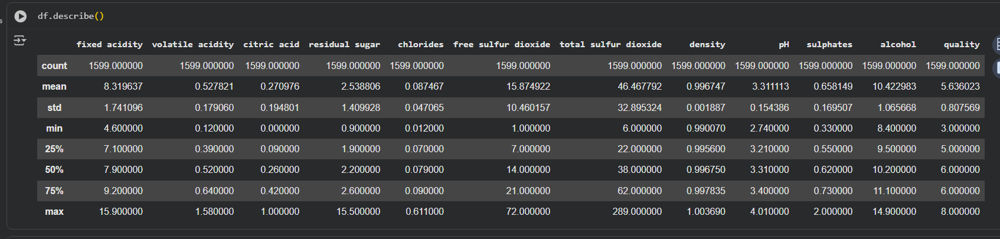 df.describe()
s
fixed acidity volatile acidity citric acid residual sugar chlorides free sulfur dioxide total sulfur dioxide density pH sulphates alcohol quality
count 1599.000000 1599.000000 1599.000000 1599.000000 1599.000000 1599.000000 1599.000000 1599.000000 1599.000000 1599.000000 1599.000000 1599.000000
mean 8.319637 0.527821 0.270976 2.538806 0.087467 15.874922 46.467792 0.996747 3.311113 0.658149 10.422983 5.636023
std 1.741096 0.179060 0.194801 1.409928 0.047065 10.460157 32.895324 0.001887 0.154386 0.169507 1.065668 0.807569
min 4.600000 0.120000 0.000000 0.900000 0.012000 1.000000 6.000000 0.990070 2.740000 0.330000 8.400000 3.000000
25% 7.100000 0.390000 0.090000 1.900000 0.070000 7.000000 22.000000 0.995600 3.210000 0.550000 9.500000 5.000000
50% 7.900000 0.520000 0.260000 2.200000 0.079000 14.000000 38.000000 0.996750 3.310000 0.620000 10.200000 6.000000
75% 9.200000 0.640000 0.420000 2.600000 0.090000 21.000000 62.000000 0.997835 3.400000 0.730000 11.100000 6.000000
max 15.900000 1.580000 1.000000 15.500000 0.611000 72.000000 289.000000 1.003690 4.010000 2.000000 14.900000 8.000000